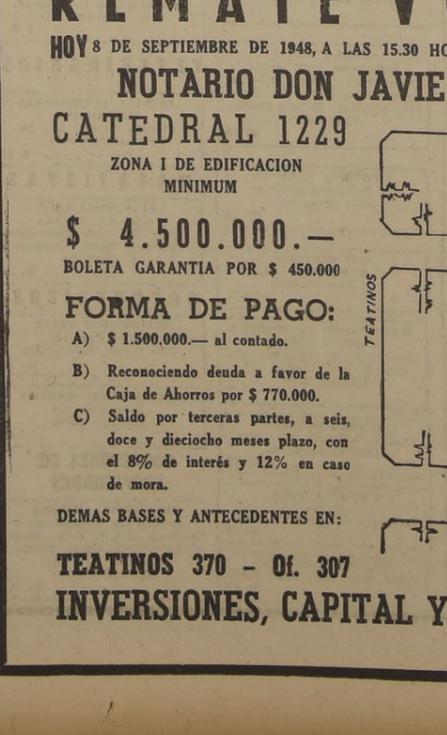 REMATE V
HOY 8 DE SEPTIEMBRE DE 1948, A LAS 15.30 HO
NOTARIO DON JAVIE
CATEDRAL 1229
ZONA I DE EDIFICACION
MINIMUM
$ 4.500.000.—
BOLETA GARANTIA POR $ 450.000
FORMA DE PAGO:
A) $ 1.500.000.— al contado.
B) Reconociendo deuda a favor de la
Caja de Ahorros por $ 770.000.
C) Saldo por terceras partes, a seis,
doce y dieciocho meses plazo, con
el 8% de interés y 12% en caso
de mora.
DEMAS BASES Y ANTECEDENTES EN:
TEATINOS 370 - Of. 307
INVERSIONES, CAPITAL Y
TEATINOS